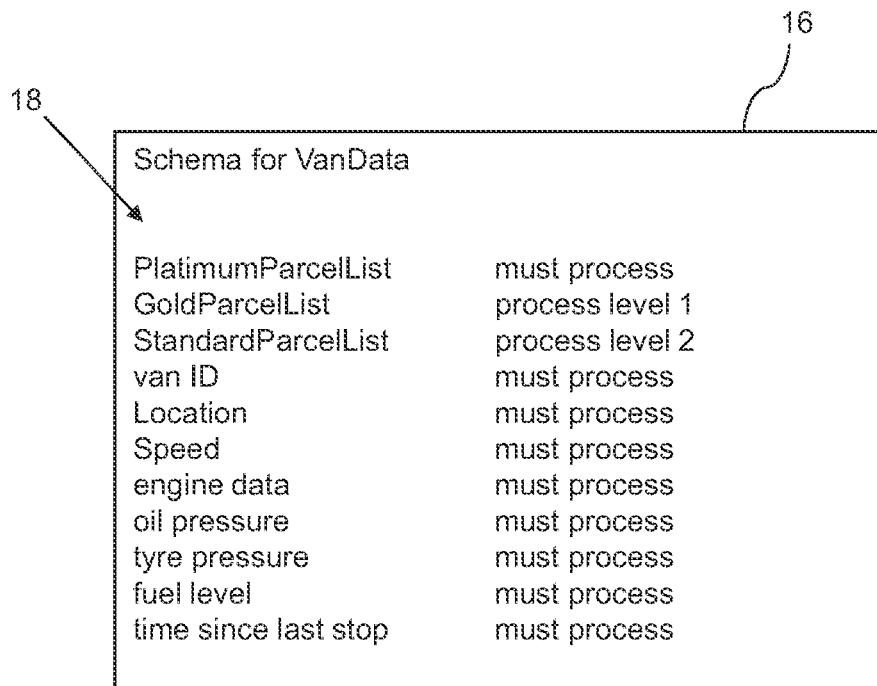 16
18
Schema for VanData
PlatimumParcelList must process
GoldParcelList process level 1
StandardParcelList process level 2
van ID must process
Location must process
Speed must process
engine data must process
oil pressure must process
tyre pressure must process
fuel level must process
time since last stop must process